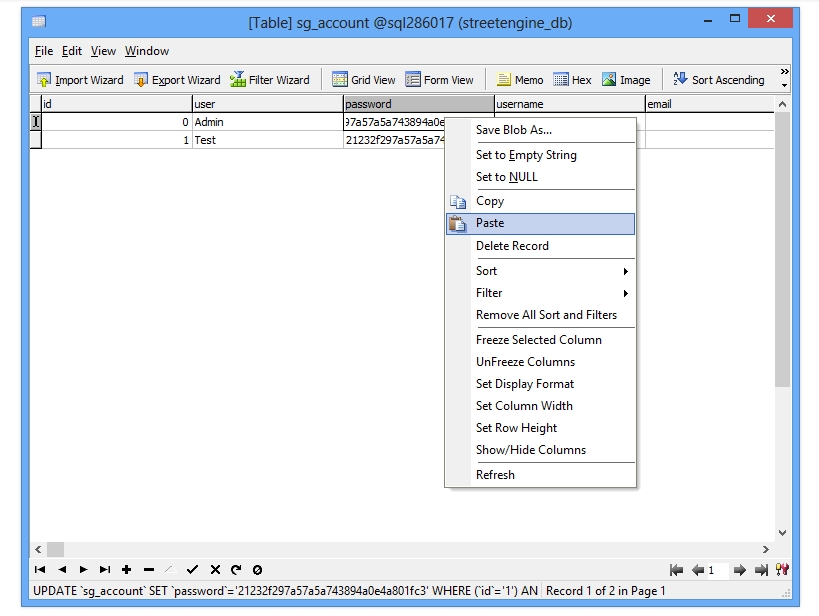 [Table] sg_account @sql286017 (streetengine_db)
File Edit View Window
Import Wizard Export Wizard Filter Wizard Grid View Form View Memo Hex Image Sort Ascending
id user password username email
0 Admin 97a57a5a743894a0e
1 Test 21232f297a57a5a74
Save Blob As...
Set to Empty String
Set to NULL
Copy
Paste
Delete Record
Sort
Filter
Remove All Sort and Filters
Freeze Selected Column
UnFreeze Columns
Set Display Format
Set Column Width
Set Row Height
Show/Hide Columns
Refresh
1
UPDATE `sg_account` SET `password`='21232f297a57a5a743894a0e4a801fc3' WHERE (`id`='1') AN Record 1 of 2 in Page 1